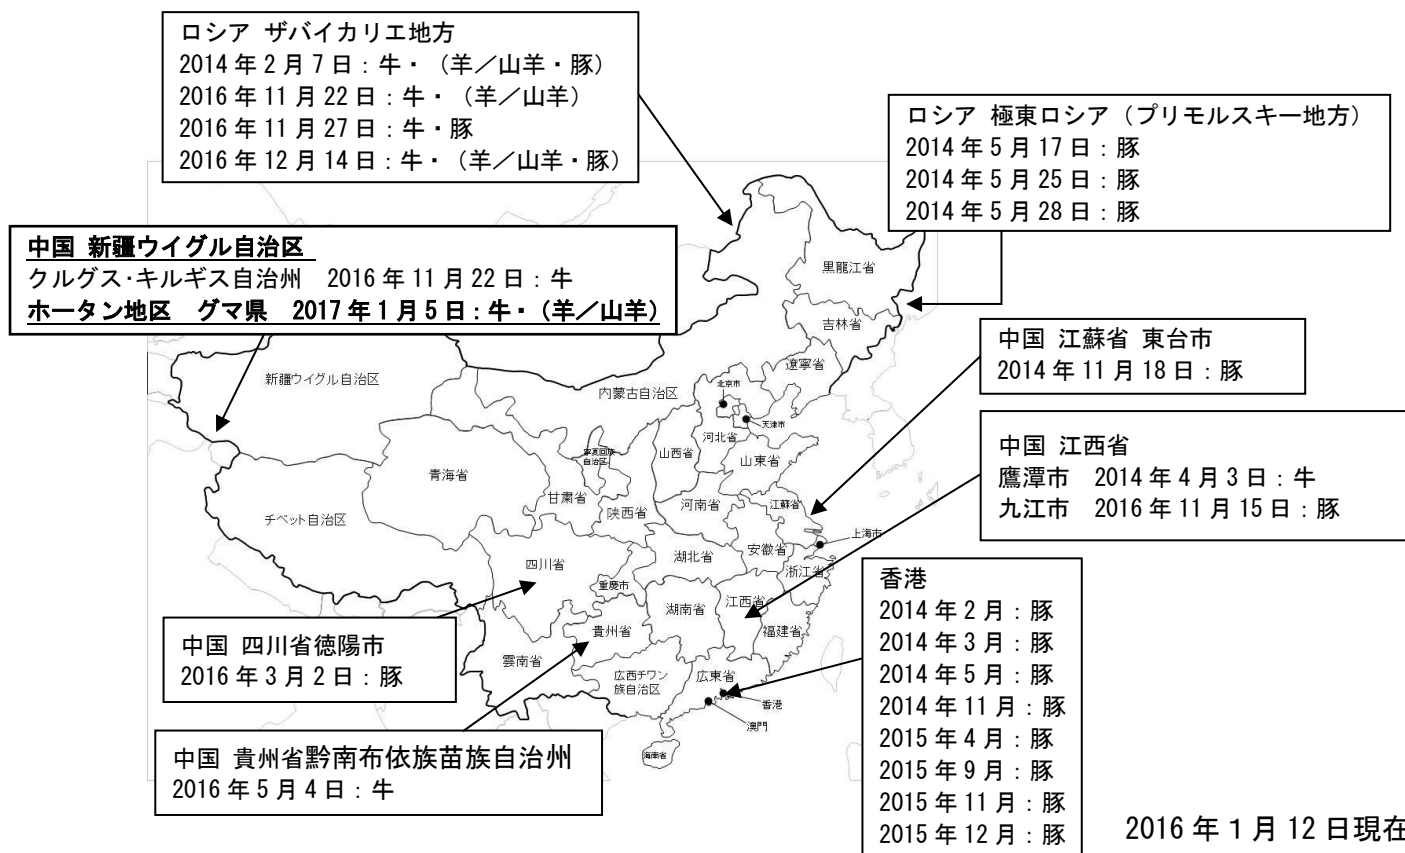 ロシア ザバイカリエ地方
2014年2月7日：牛・（羊／山羊・豚）
2016年11月22日：牛・（羊／山羊）
2016年11月27日：牛・豚
2016年12月14日：牛・（羊／山羊・豚）
ロシア 極東ロシア（プリモルスキー地方）
2014年5月17日：豚
2014年5月25日：豚
2014年5月28日：豚
中国 新疆ウイグル自治区
クルグス・キルギス自治州　2016年11月22日：牛
ホータン地区　グマ県　2017年1月5日：牛・（羊／山羊）
中国 江蘇省 東台市
2014年11月18日：豚
中国 江西省
鷹潭市　2014年4月3日：牛
九江市　2016年11月15日：豚
香港
2014年2月：豚
2014年3月：豚
2014年5月：豚
2014年11月：豚
2015年4月：豚
2015年9月：豚
2015年11月：豚
2015年12月：豚
中国 四川省徳陽市
2016年3月2日：豚
中国 貴州省黔南布依族苗族自治州
2016年5月4日：牛
黒龍江省
吉林省
遼寧省
新疆ウイグル自治区
内蒙古自治区
北京市
天津市
河北省
山西省
山東省
寧夏回族
自治区
青海省
甘粛省
陝西省
河南省
江蘇省
チベット自治区
上海市
安徽省
湖北省
四川省
浙江省
重慶市
江西省
湖南省
福建省
貴州省
雲南省
広西チワン
族自治区
広東省
香港
澳門
海南省
2016年１月12日現在